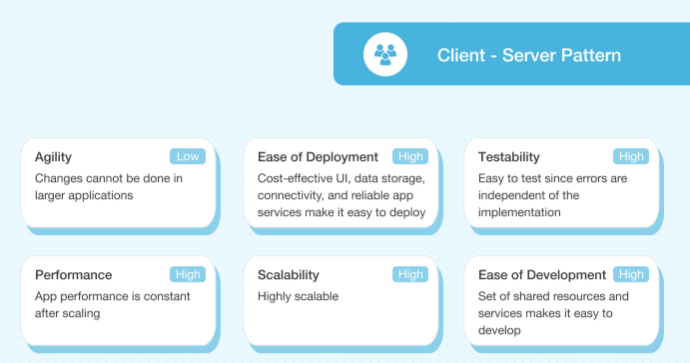 Client - Server Pattern
Agility
Low
Changes cannot be done in
larger applications
Ease of Deployment
High
Cost-effective UI, data storage,
connectivity, and reliable app
services make it easy to deploy
Testability
High
Easy to test since errors are
independent of the
implementation
Performance
High
App performance is constant
after scaling
Scalability
High
Highly scalable
Ease of Development
High
Set of shared resources and
services makes it easy to
develop